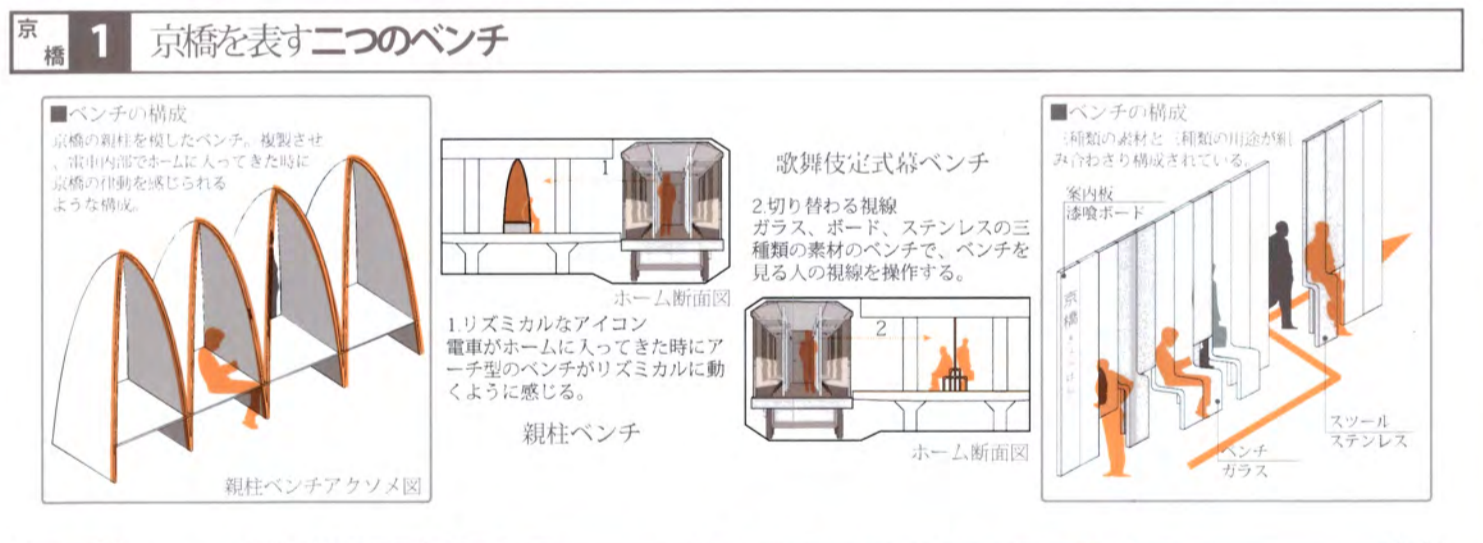 京橋
1
京橋を表す二つのベンチ
■ベンチの構成
京橋の親柱を模したベンチ。複製させ
、電車内部でホームに入ってきた時に
京橋の律動を感じられる
ような構成。
親柱ベンチアクソメ図
1
ホーム断面図
1.リズミカルなアイコン
電車がホームに入ってきた時にア
ーチ型のベンチがリズミカルに動
くように感じる。
親柱ベンチ
歌舞伎定式幕ベンチ
2.切り替わる視線
ガラス、ボード、ステンレスの三
種類の素材のベンチで、ベンチを
見る人の視線を操作する。
2
ホーム断面図
■ベンチの構成
三種類の素材と三種類の用途が組
み合わさり構成されている。
案内板
漆喰ボード
京橋
スツール
ステンレス
ベンチ
ガラス